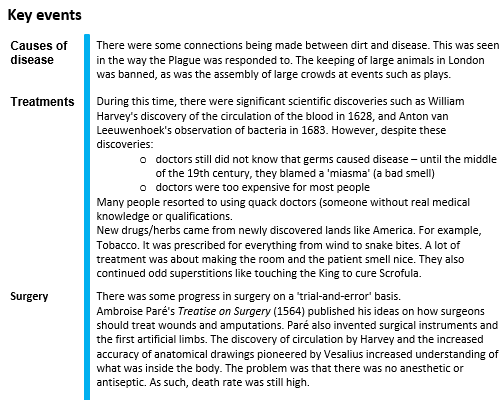 Key events
Causes of
disease
There were some connections being made between dirt and disease. This was seen
in the way the Plague was responded to. The keeping of large animals in London
was banned, as was the assembly of large crowds at events such as plays.
Treatments
During this time, there were significant scientific discoveries such as William
Harvey's discovery of the circulation of the blood in 1628, and Anton van
Leeuwenhoek's observation of bacteria in 1683. However, despite these
discoveries:
o doctors still did not know that germs caused disease – until the middle
of the 19th century, they blamed a 'miasma' (a bad smell)
o doctors were too expensive for most people
Many people resorted to using quack doctors (someone without real medical
knowledge or qualifications.
New drugs/herbs came from newly discovered lands like America. For example,
Tobacco. It was prescribed for everything from wind to snake bites. A lot of
treatment was about making the room and the patient smell nice. They also
continued odd superstitions like touching the King to cure Scrofula.
Surgery
There was some progress in surgery on a 'trial-and-error' basis.
Ambroise Paré's Treatise on Surgery (1564) published his ideas on how surgeons
should treat wounds and amputations. Paré also invented surgical instruments and
the first artificial limbs. The discovery of circulation by Harvey and the increased
accuracy of anatomical drawings pioneered by Vesalius increased understanding of
what was inside the body. The problem was that there was no anesthetic or
antiseptic. As such, death rate was still high.